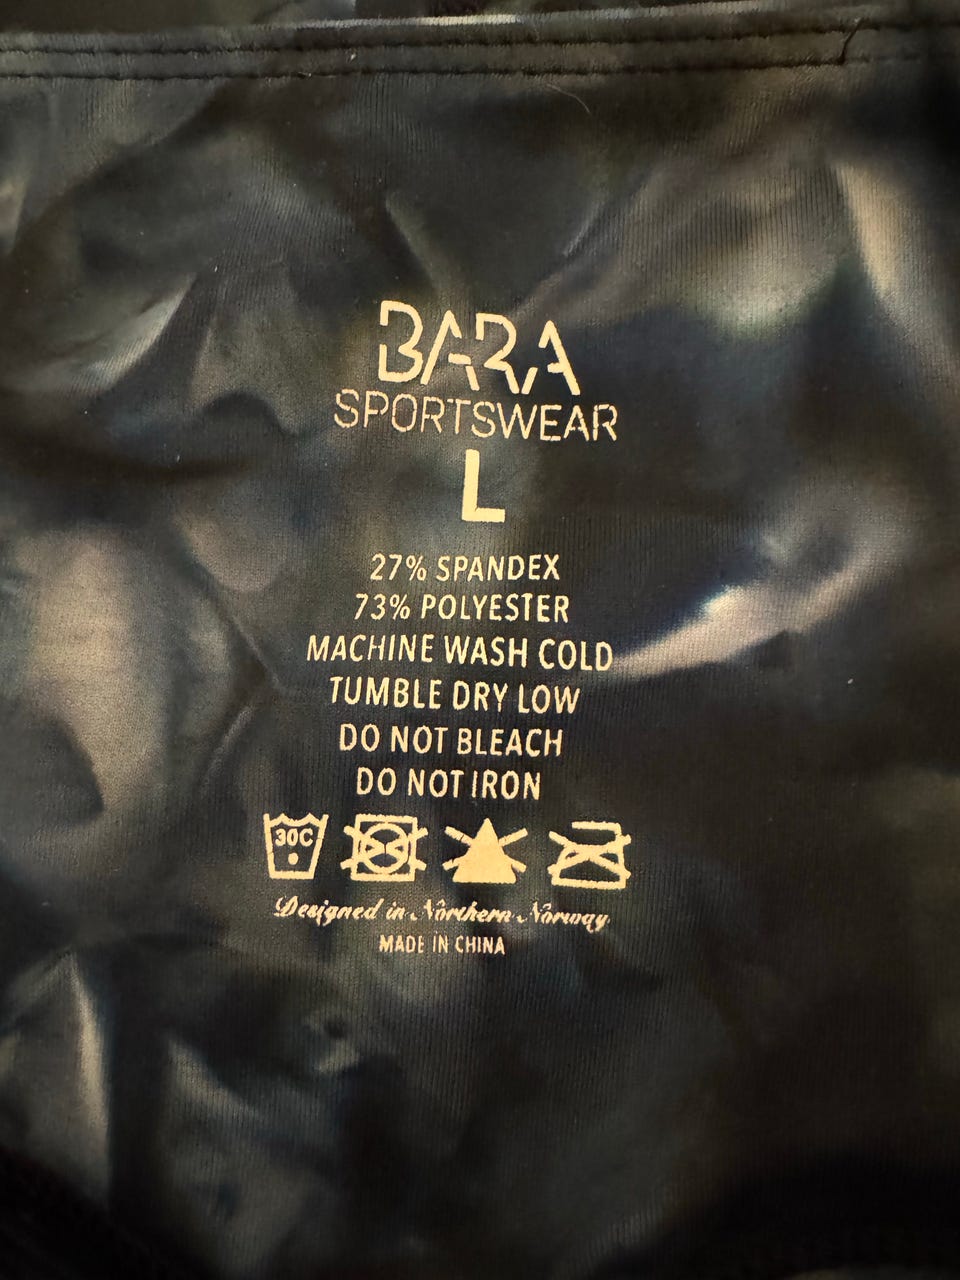 BARA
SPORTSWEAR
L
27% SPANDEX
73% POLYESTER
MACHINE WASH COLD
TUMBLE DRY LOW
DO NOT BLEACH
DO NOT IRON
30C
Designed in Northern Norway
MADE IN CHINA